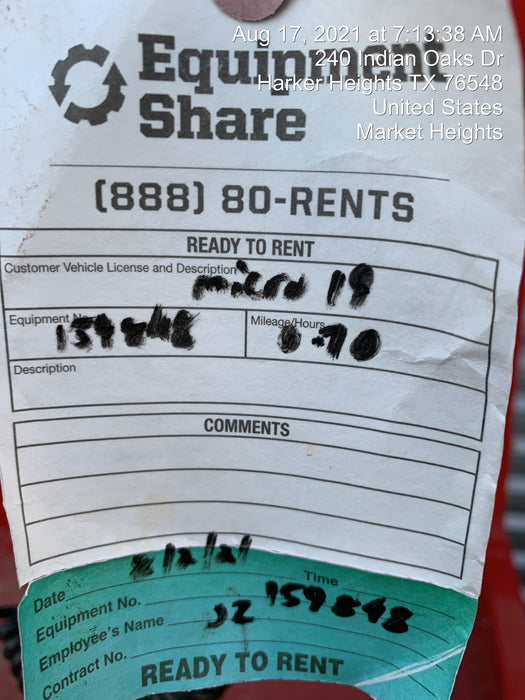 Aug 17, 2021 at 7:13:38 AM
240 Indian Oaks Dr
Harker Heights TX 76548
United States
Market Heights
Equipment
Share
(888) 80-RENTS
READY TO RENT
Customer Vehicle License and Description
micro 19
Equipment No. 159848
Mileage/Hours 0.70
Description
COMMENTS
Date 8/12/21
Time
Equipment No. 159848
Employee's Name JZ
Contract No.
READY TO RENT